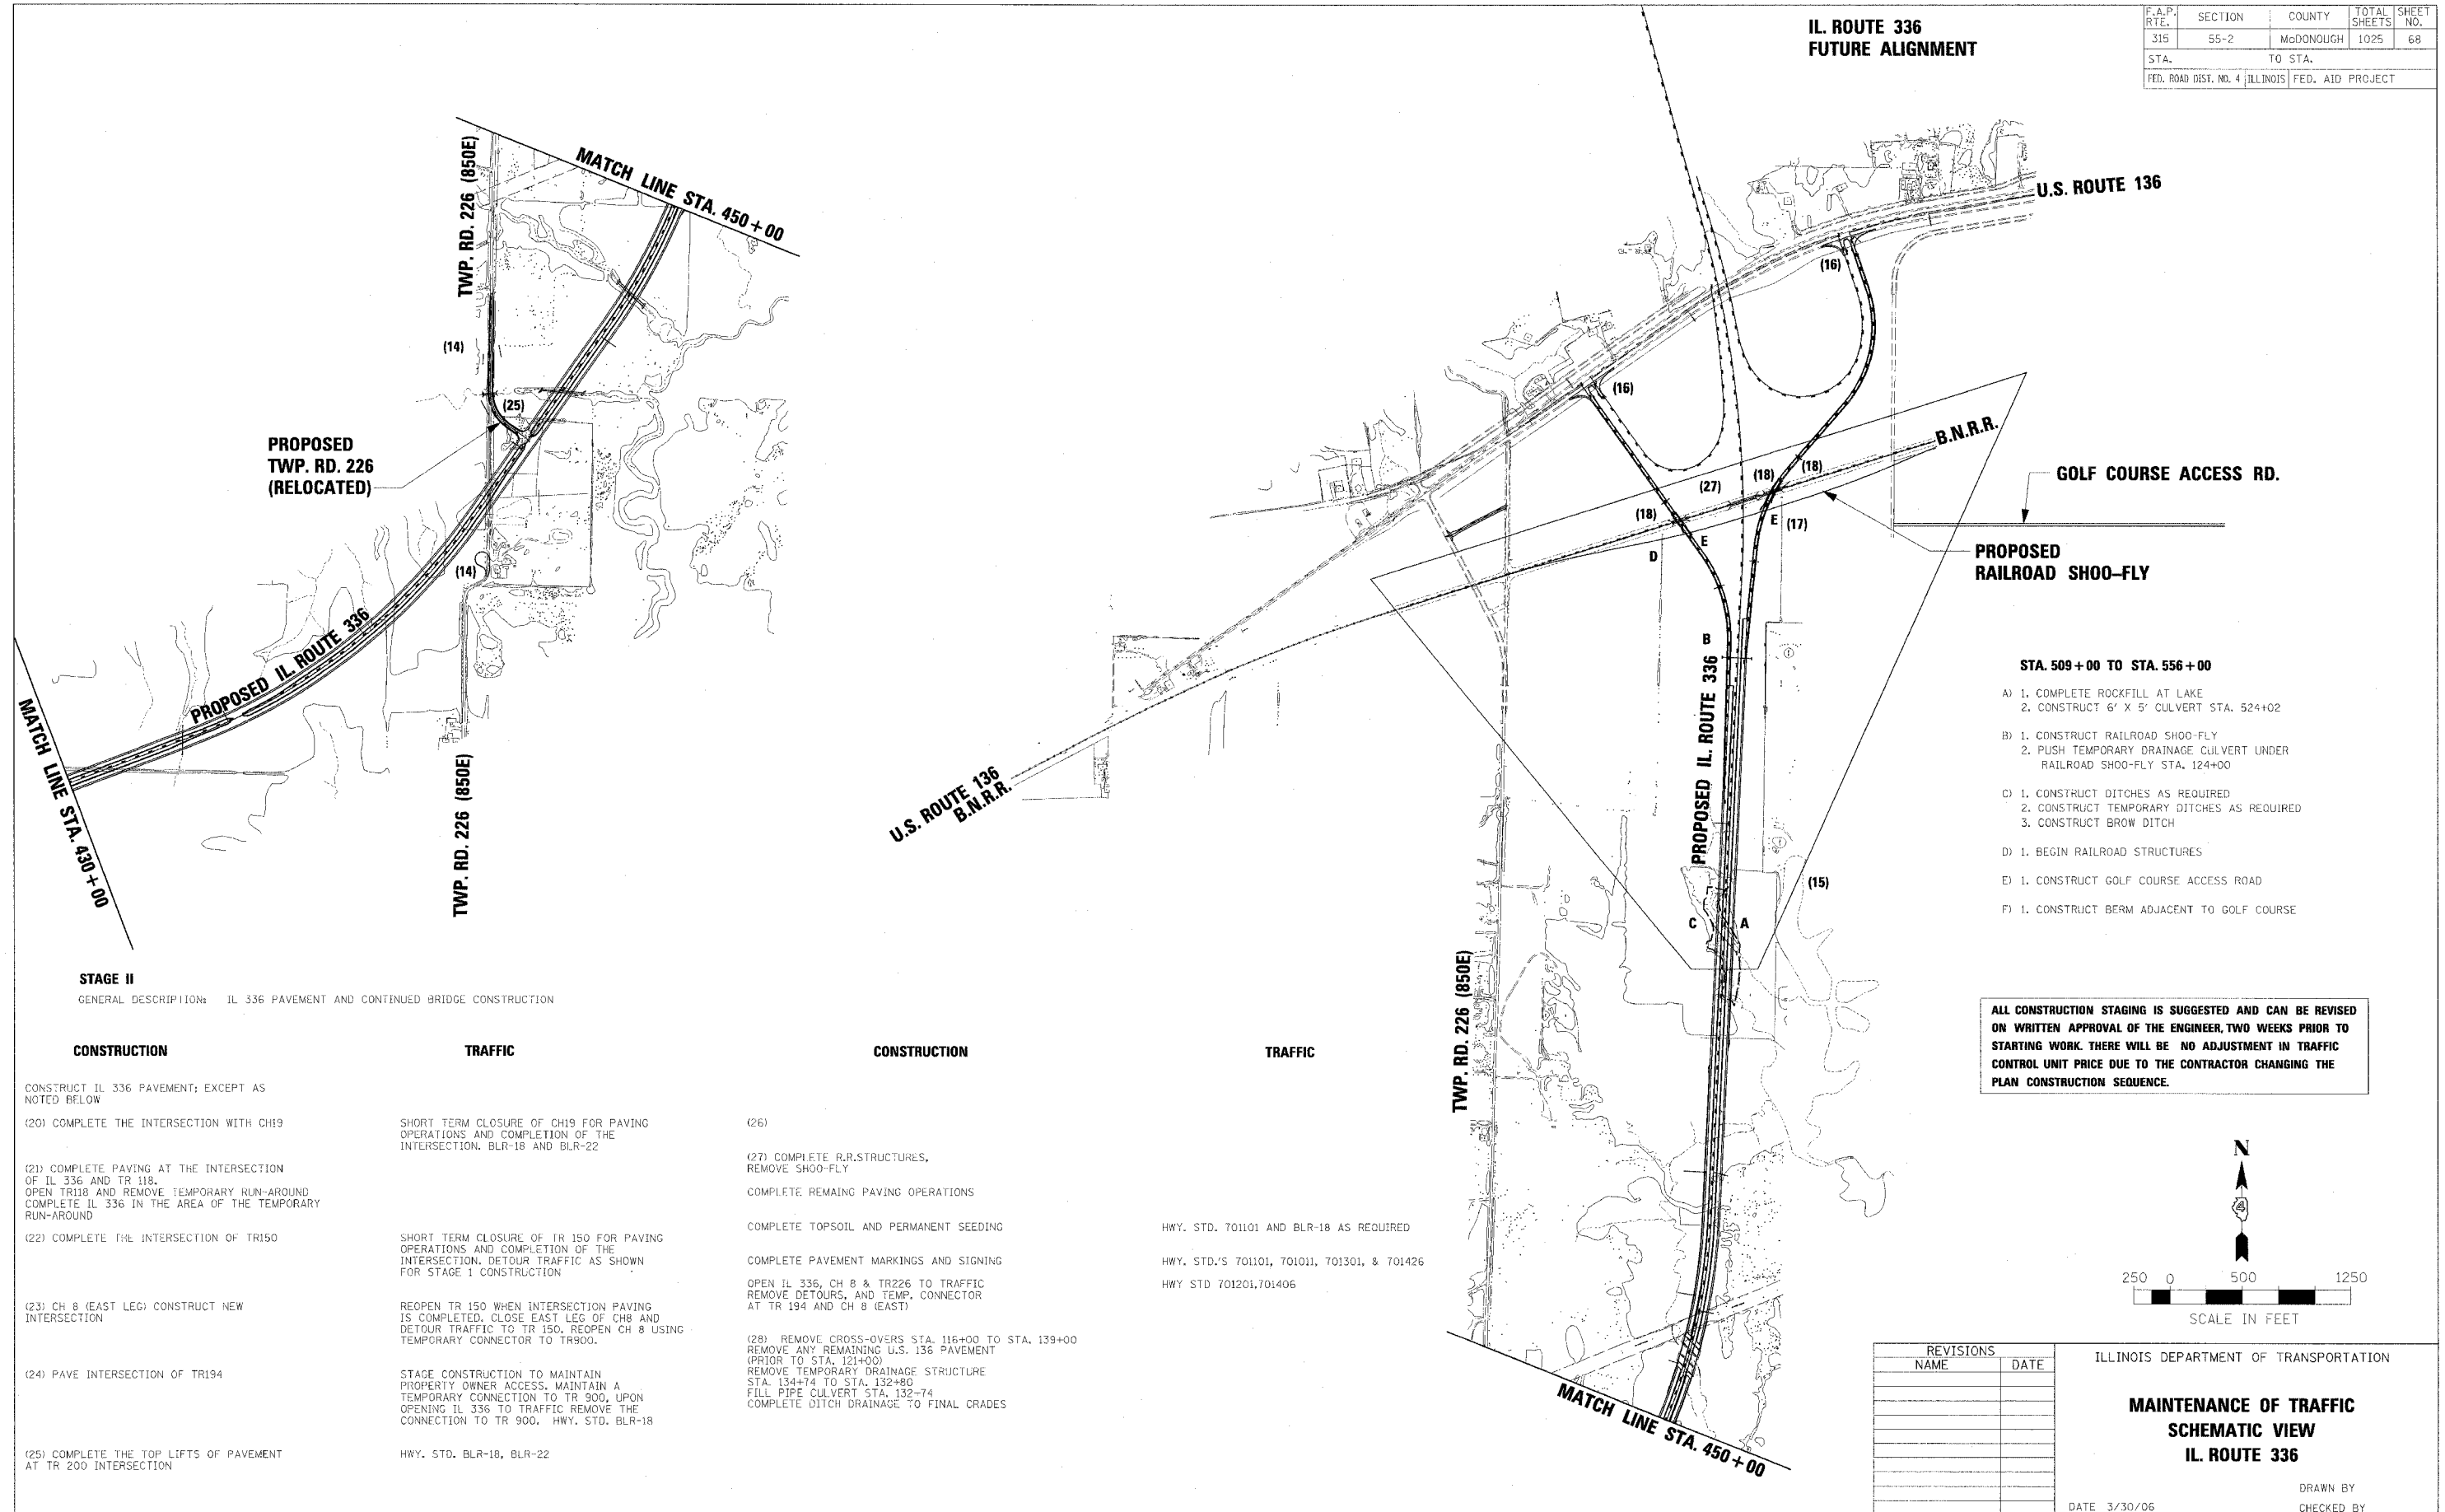 IL. ROUTE 336
FUTURE ALIGNMENT
F.A.P. RTE. SECTION COUNTY TOTAL SHEETS SHEET NO.
315 55-2 McDONOUGH 1025 68
STA. TO STA.
FED. ROAD DIST. NO. 4 ILLINOIS FED. AID PROJECT
TWP. RD. 226 (850E)
MATCH LINE STA. 450+00
(14)
(25)
PROPOSED
TWP. RD. 226
(RELOCATED)
(14)
PROPOSED IL. ROUTE 336
MATCH LINE STA. 430+00
TWP. RD. 226 (850E)
U.S. ROUTE 136
(16)
(16)
B.N.R.R.
GOLF COURSE ACCESS RD.
(18)
(18)
(27)
(18)
E
(17)
E
D
PROPOSED
RAILROAD SHOO-FLY
B
PROPOSED IL. ROUTE 336
U.S. ROUTE 136
B.N.R.R.
(15)
C
A
TWP. RD. 226 (850E)
MATCH LINE STA. 450+00
STA. 509+00 TO STA. 556+00
A) 1. COMPLETE ROCKFILL AT LAKE
2. CONSTRUCT 6' X 5' CULVERT STA. 524+02
B) 1. CONSTRUCT RAILROAD SHOO-FLY
2. PUSH TEMPORARY DRAINAGE CULVERT UNDER
RAILROAD SHOO-FLY STA. 124+00
C) 1. CONSTRUCT DITCHES AS REQUIRED
2. CONSTRUCT TEMPORARY DITCHES AS REQUIRED
3. CONSTRUCT BROW DITCH
D) 1. BEGIN RAILROAD STRUCTURES
E) 1. CONSTRUCT GOLF COURSE ACCESS ROAD
F) 1. CONSTRUCT BERM ADJACENT TO GOLF COURSE
ALL CONSTRUCTION STAGING IS SUGGESTED AND CAN BE REVISED
ON WRITTEN APPROVAL OF THE ENGINEER, TWO WEEKS PRIOR TO
STARTING WORK. THERE WILL BE NO ADJUSTMENT IN TRAFFIC
CONTROL UNIT PRICE DUE TO THE CONTRACTOR CHANGING THE
PLAN CONSTRUCTION SEQUENCE.
STAGE II
GENERAL DESCRIPTION: IL 336 PAVEMENT AND CONTINUED BRIDGE CONSTRUCTION
CONSTRUCTION
CONSTRUCT IL 336 PAVEMENT; EXCEPT AS
NOTED BELOW
(20) COMPLETE THE INTERSECTION WITH CH19
(21) COMPLETE PAVING AT THE INTERSECTION
OF IL 336 AND TR 118.
OPEN TR118 AND REMOVE TEMPORARY RUN-AROUND
COMPLETE IL 336 IN THE AREA OF THE TEMPORARY
RUN-AROUND
(22) COMPLETE THE INTERSECTION OF TR150
(23) CH 8 (EAST LEG) CONSTRUCT NEW
INTERSECTION
(24) PAVE INTERSECTION OF TR194
(25) COMPLETE THE TOP LIFTS OF PAVEMENT
AT TR 200 INTERSECTION
TRAFFIC
SHORT TERM CLOSURE OF CH19 FOR PAVING
OPERATIONS AND COMPLETION OF THE
INTERSECTION. BLR-18 AND BLR-22
SHORT TERM CLOSURE OF TR 150 FOR PAVING
OPERATIONS AND COMPLETION OF THE
INTERSECTION. DETOUR TRAFFIC AS SHOWN
FOR STAGE 1 CONSTRUCTION
REOPEN TR 150 WHEN INTERSECTION PAVING
IS COMPLETED. CLOSE EAST LEG OF CH8 AND
DETOUR TRAFFIC TO TR 150. REOPEN CH 8 USING
TEMPORARY CONNECTOR TO TR900.
STAGE CONSTRUCTION TO MAINTAIN
PROPERTY OWNER ACCESS. MAINTAIN A
TEMPORARY CONNECTION TO TR 900, UPON
OPENING IL 336 TO TRAFFIC REMOVE THE
CONNECTION TO TR 900. HWY. STD. BLR-18
HWY. STD. BLR-18, BLR-22
CONSTRUCTION
(26)
(27) COMPLETE R.R.STRUCTURES,
REMOVE SHOO-FLY
COMPLETE REMAING PAVING OPERATIONS
COMPLETE TOPSOIL AND PERMANENT SEEDING
COMPLETE PAVEMENT MARKINGS AND SIGNING
OPEN IL 336, CH 8 & TR226 TO TRAFFIC
REMOVE DETOURS, AND TEMP. CONNECTOR
AT TR 194 AND CH 8 (EAST)
(28) REMOVE CROSS-OVERS STA. 116+00 TO STA. 139+00
REMOVE ANY REMAINING U.S. 136 PAVEMENT
(PRIOR TO STA. 121+00)
REMOVE TEMPORARY DRAINAGE STRUCTURE
STA. 134+74 TO STA. 132+80
FILL PIPE CULVERT STA. 132+74
COMPLETE DITCH DRAINAGE TO FINAL GRADES
TRAFFIC
HWY. STD. 701101 AND BLR-18 AS REQUIRED
HWY. STD.'S 701101, 701011, 701301, & 701426
HWY STD 701201,701406
N
4
250 0 500 1250
SCALE IN FEET
REVISIONS
NAME DATE
ILLINOIS DEPARTMENT OF TRANSPORTATION
MAINTENANCE OF TRAFFIC
SCHEMATIC VIEW
IL. ROUTE 336
DRAWN BY
DATE 3/30/06 CHECKED BY